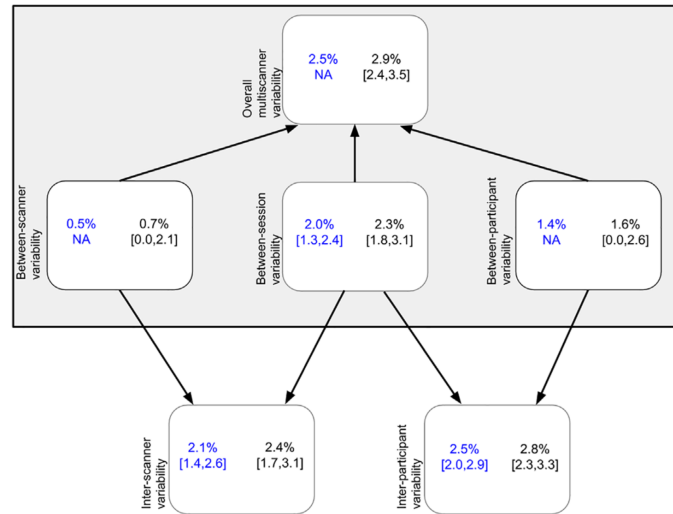 Overall
multiscanner
variability
2.5% 2.9%
NA [2.4,3.5]
Between-scanner
variability
0.5% 0.7%
NA [0.0,2.1]
Between-session
variability
2.0% 2.3%
[1.3,2.4] [1.8,3.1]
Between-participant
variability
1.4% 1.6%
NA [0.0,2.6]
Inter-scanner
variability
2.1% 2.4%
[1.4,2.6] [1.7,3.1]
Inter-participant
variability
2.5% 2.8%
[2.0,2.9] [2.3,3.3]